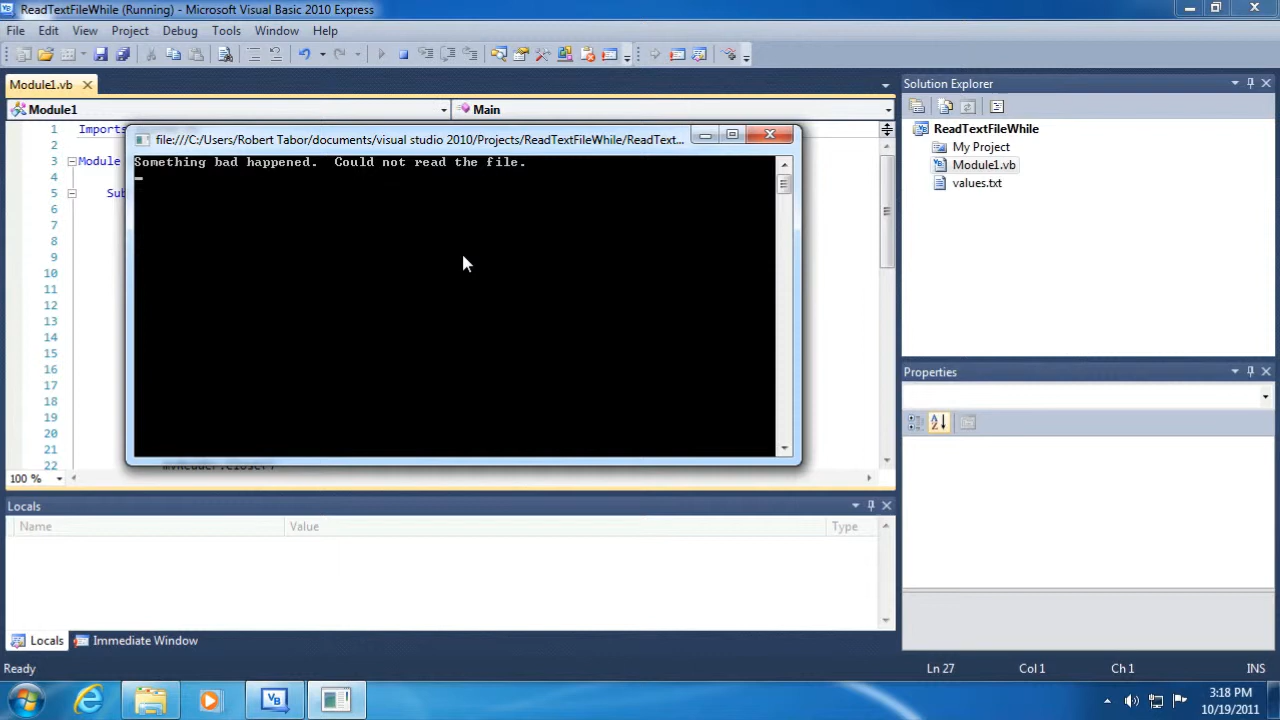 ReadTextFileWhile (Running) - Microsoft Visual Basic 2010 Express
File Edit View Project Debug Tools Window Help
Module1.vb
Module1
Main
file:///C:/Users/Robert Tabor/documents/visual studio 2010/Projects/ReadTextFileWhile/ReadText...
Something bad happened.  Could not read the file.
1 Imports
2
3 Module
4
5 Sub
6
7
8
9
10
11
12
13
14
15
16
17
18
19
20
21
22
100 %
Solution Explorer
ReadTextFileWhile
My Project
Module1.vb
values.txt
Properties
Locals
Name Value Type
Locals Immediate Window
Ready Ln 27 Col 1 Ch 1 INS
3:18 PM
10/19/2011